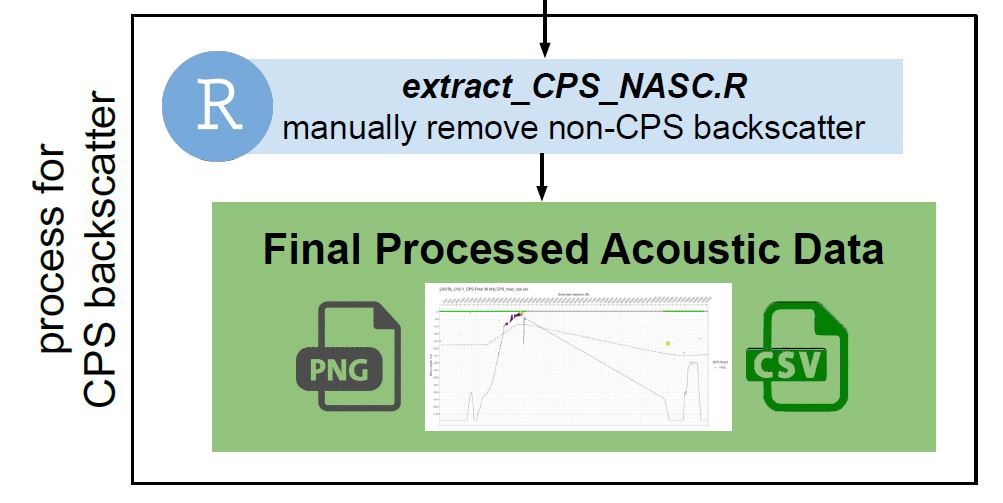 process for
CPS backscatter
R
extract_CPS_NASC.R
manually remove non-CPS backscatter
Final Processed Acoustic Data
PNG
CSV